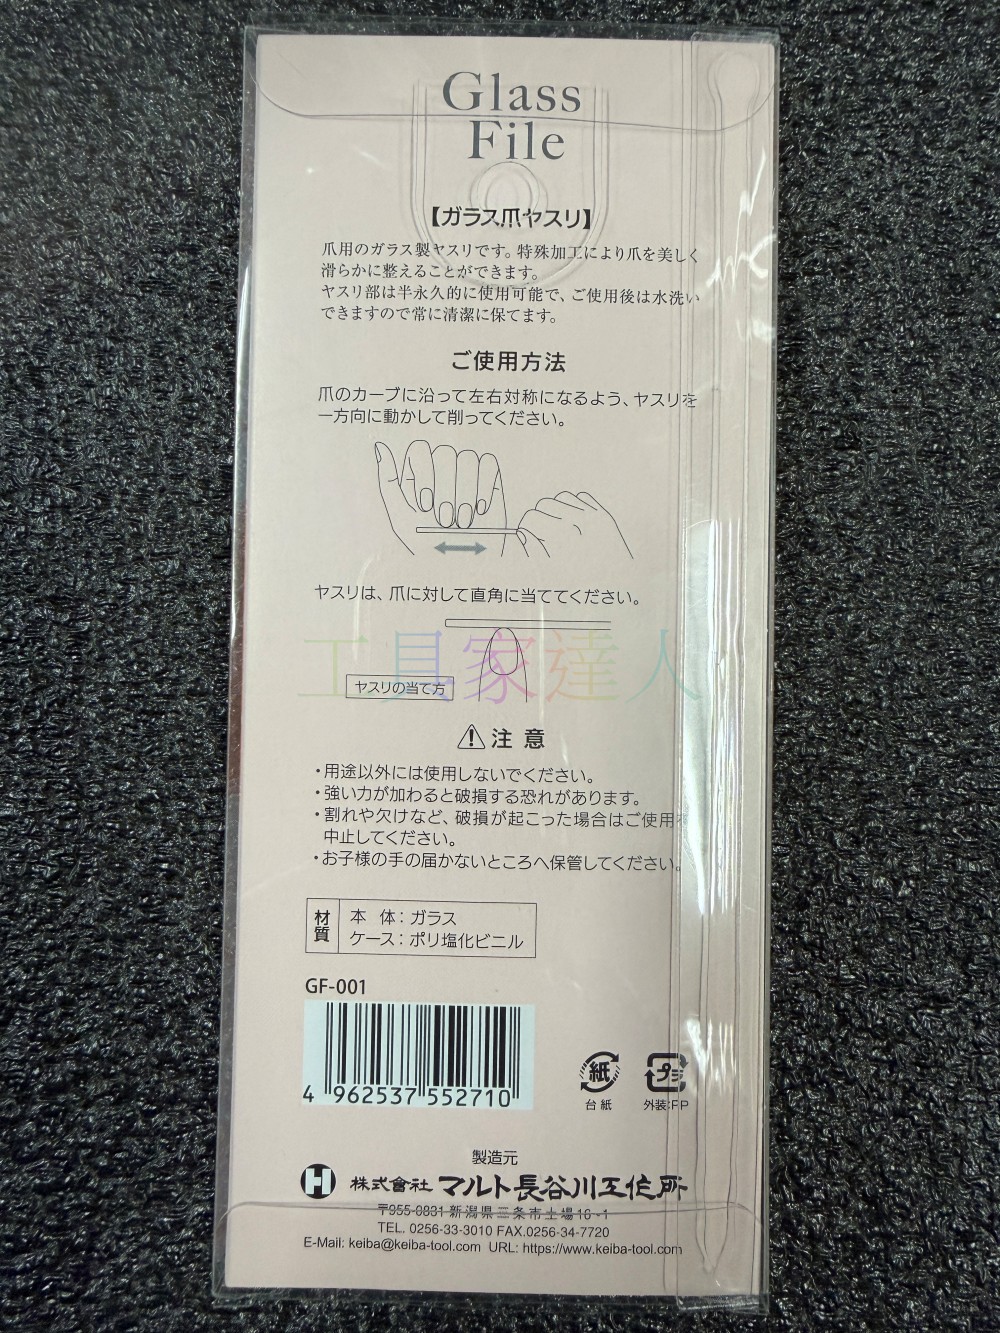 Glass
File
【ガラス爪ヤスリ】
爪用のガラス製ヤスリです。特殊加工により爪を美しく
滑らかに整えることができます。
ヤスリ部は半永久的に使用可能で、ご使用後は水洗い
できますので常に清潔に保てます。
ご使用方法
爪のカーブに沿って左右対称になるよう、ヤスリを
一方向に動かして削ってください。
ヤスリは、爪に対して直角に当ててください。
工具家達人
ヤスリの当て方
注意
・用途以外には使用しないでください。
・強い力が加わると破損する恐れがあります。
・割れや欠けなど、破損が起こった場合はご使用を
中止してください。
・お子様の手の届かないところへ保管してください。
材質
本 体：ガラス
ケース：ポリ塩化ビニル
GF-001
4 962537 552710
紙 プラ
台紙 外装:PP
製造元
株式會社 マルト長谷川工作所
〒955-0831 新潟県三条市土場16-1
TEL. 0256-33-3010 FAX.0256-34-7720
E-Mail: keiba@keiba-tool.com URL: https://www.keiba-tool.com